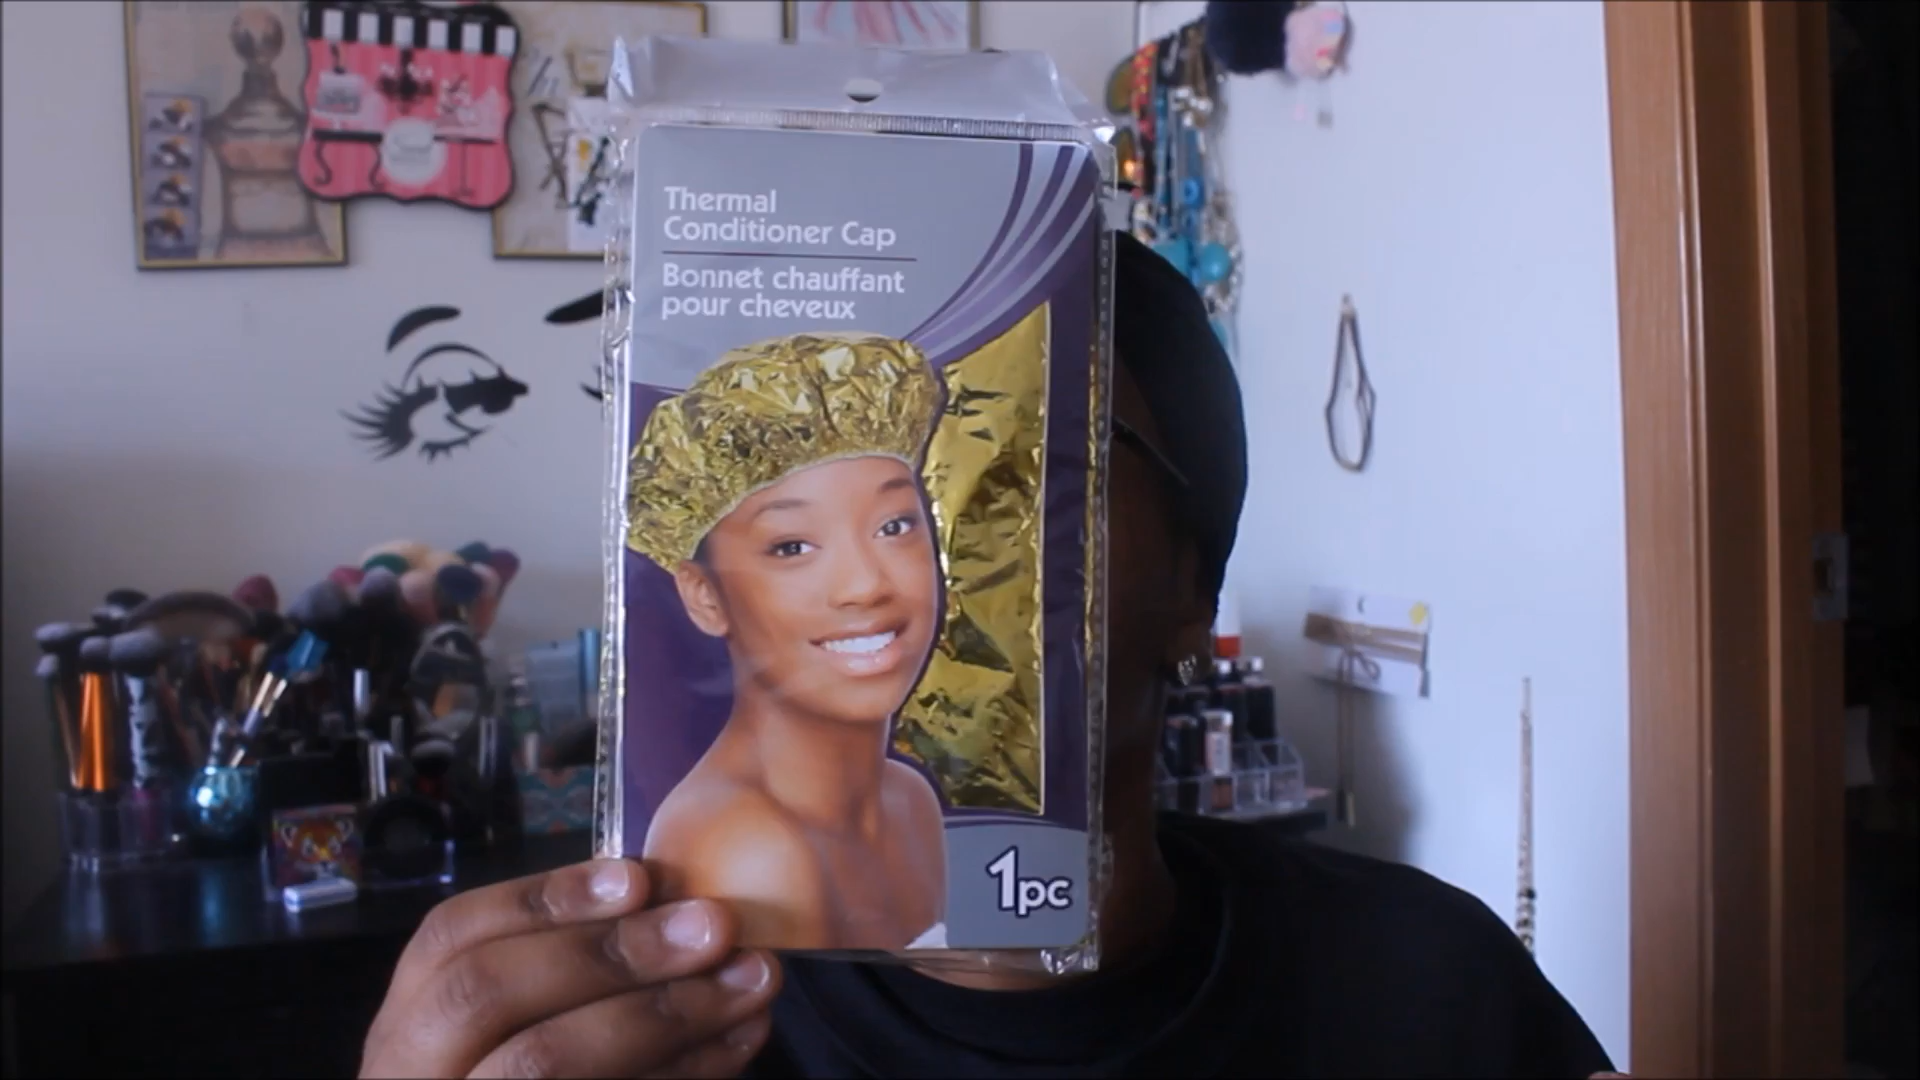 Thermal
Conditioner Cap
Bonnet chauffant
pour cheveux
1pc